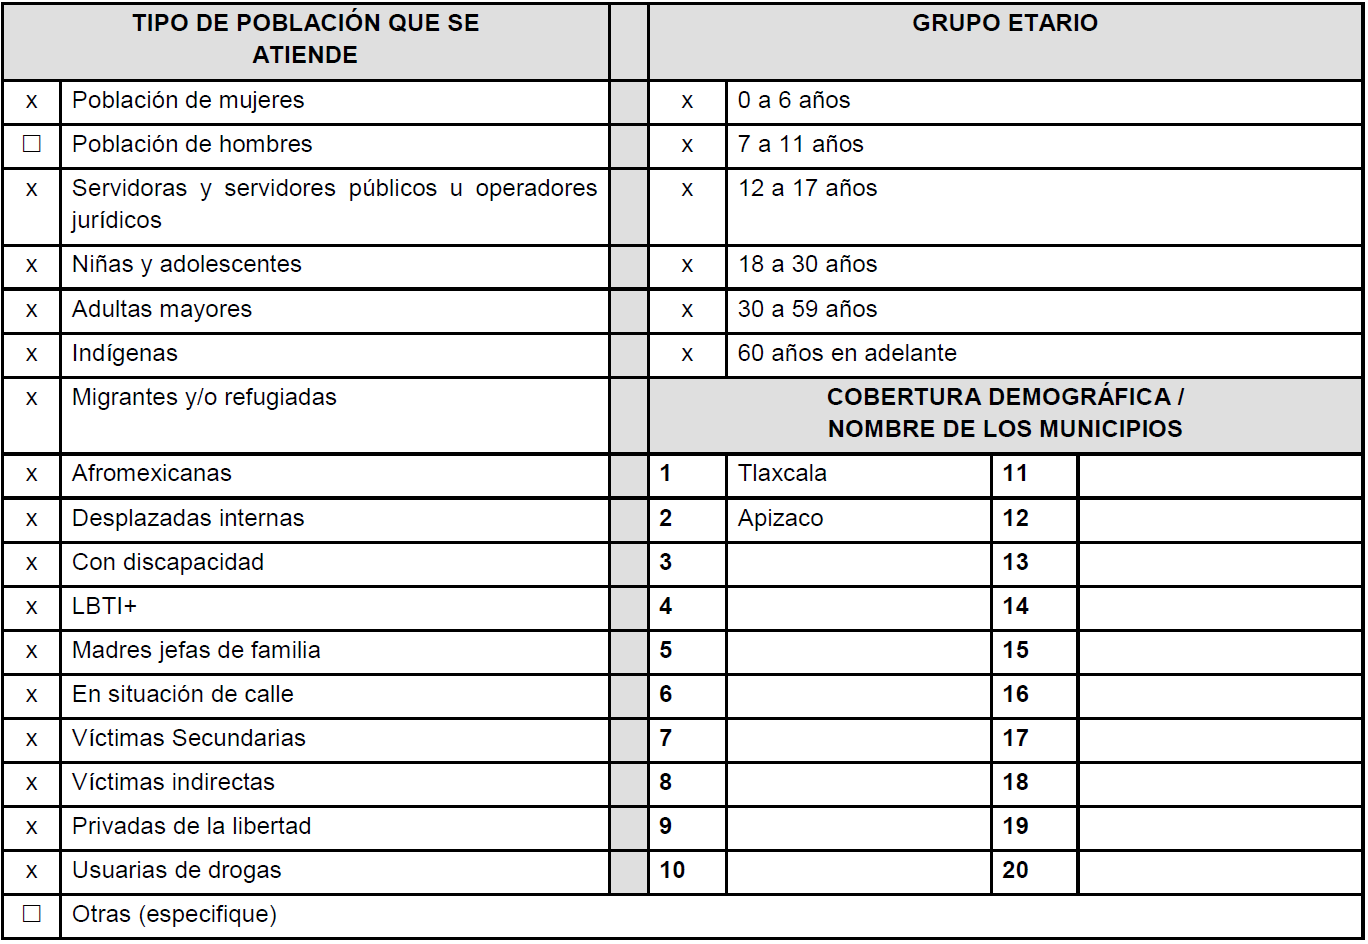 TIPO DE POBLACIÓN QUE SE
ATIENDE
GRUPO ETARIO
x Población de mujeres x 0 a 6 años
☐ Población de hombres x 7 a 11 años
x Servidoras y servidores públicos u operadores
jurídicos
x 12 a 17 años
x Niñas y adolescentes x 18 a 30 años
x Adultas mayores x 30 a 59 años
x Indígenas x 60 años en adelante
x Migrantes y/o refugiadas
COBERTURA DEMOGRÁFICA /
NOMBRE DE LOS MUNICIPIOS
x Afromexicanas 1 Tlaxcala 11
x Desplazadas internas 2 Apizaco 12
x Con discapacidad 3 13
x LBTI+ 4 14
x Madres jefas de familia 5 15
x En situación de calle 6 16
x Víctimas Secundarias 7 17
x Víctimas indirectas 8 18
x Privadas de la libertad 9 19
x Usuarias de drogas 10 20
☐ Otras (especifique)